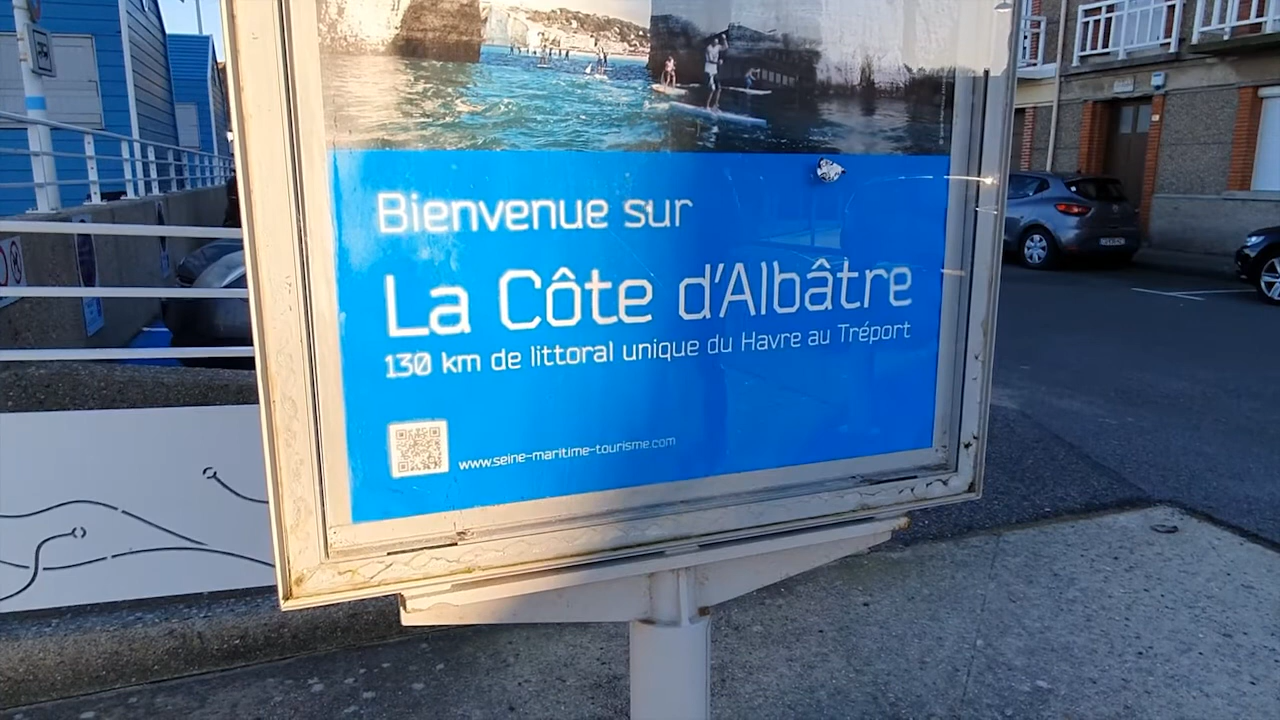 Bienvenue sur
La Côte d'Albâtre
130 km de littoral unique du Havre au Tréport
www.seine-maritime-tourisme.com